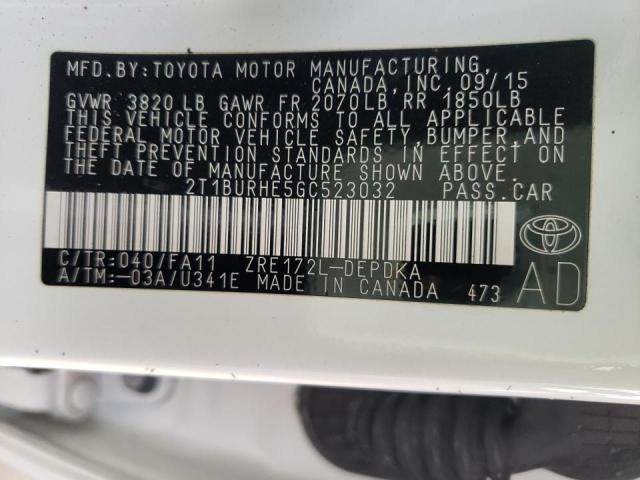 MFD.BY:TOYOTA MOTOR MANUFACTURING,
CANADA, INC. 09/15
GVWR 3820 LB GAWR FR 2070LB RR 1850LB
THIS VEHICLE CONFORMS TO ALL APPLICABLE
FEDERAL MOTOR VEHICLE SAFETY, BUMPER, AND
THEFT PREVENTION STANDARDS IN EFFECT ON
THE DATE OF MANUFACTURE SHOWN ABOVE.
2T1BURHE5GC523032 PASS.CAR
C/TR:040/FA11 ZRE172L-DEPDKA
A/TM:-03A/U341E MADE IN CANADA 473
AD